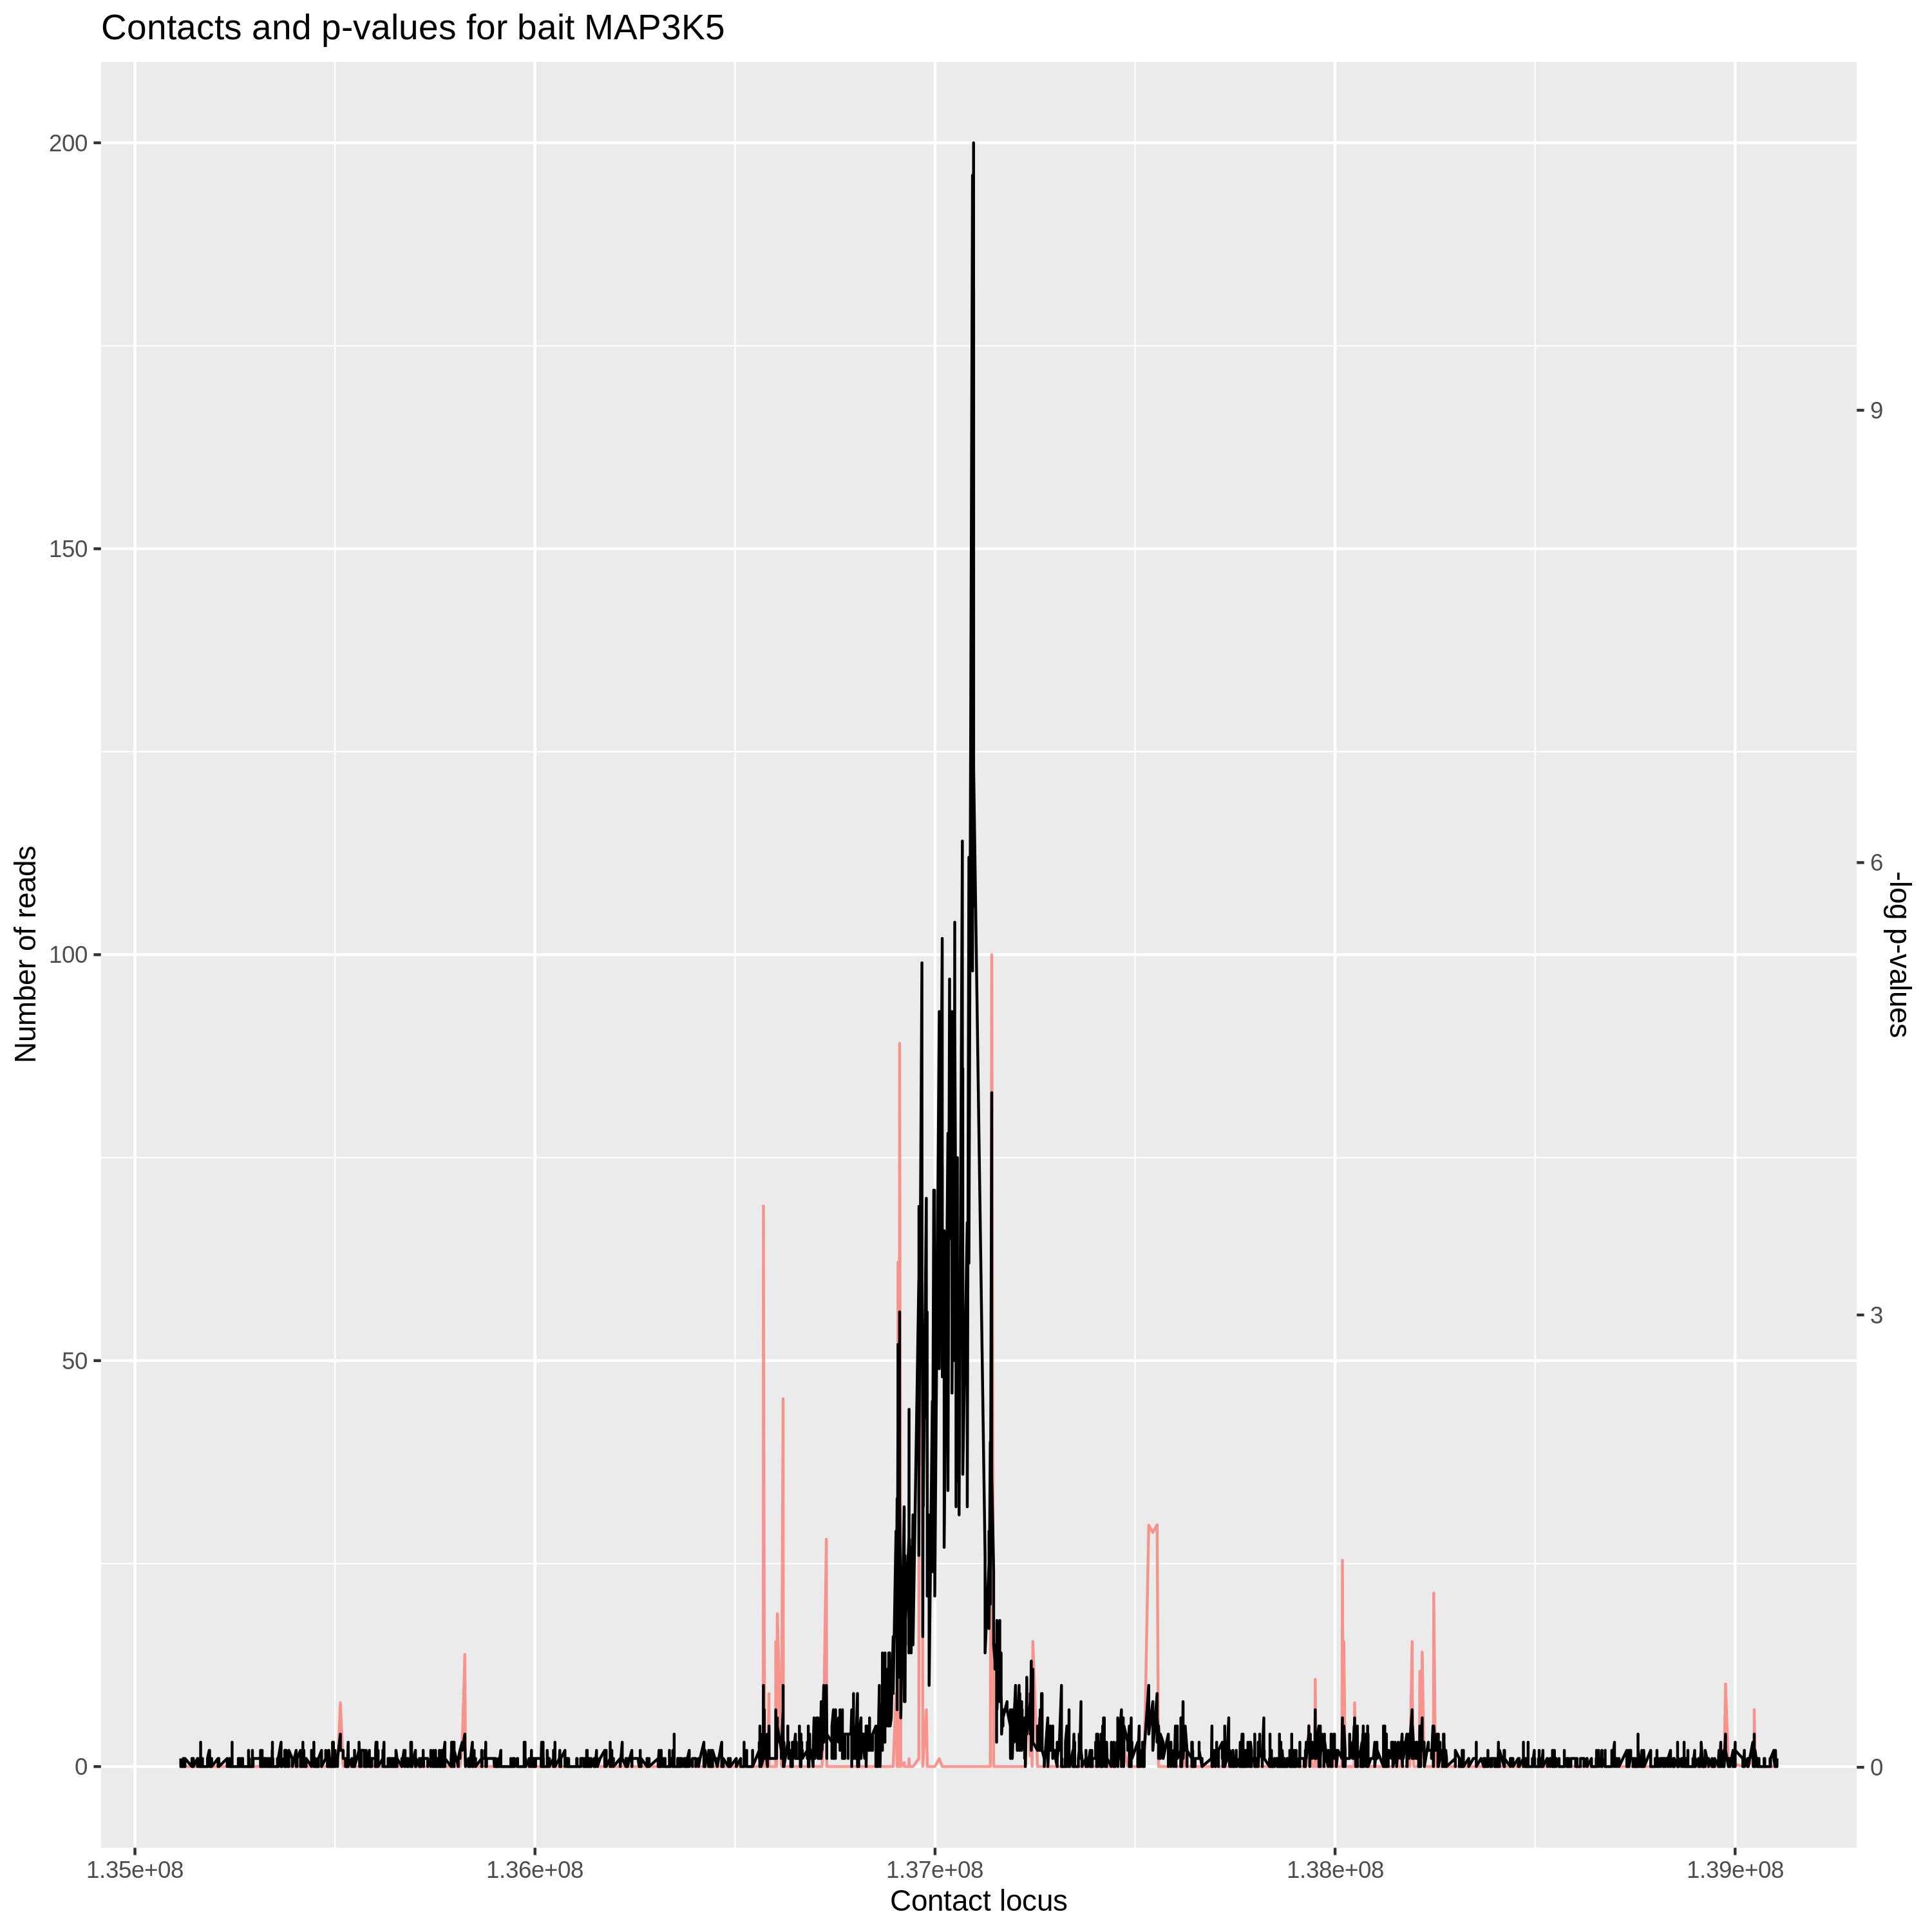 Contacts and p-values for bait MAP3K5
Number of reads
200
150
100
50
0
9
6
3
0
-log p-values
1.35e+08
1.36e+08
1.37e+08
1.38e+08
1.39e+08
Contact locus